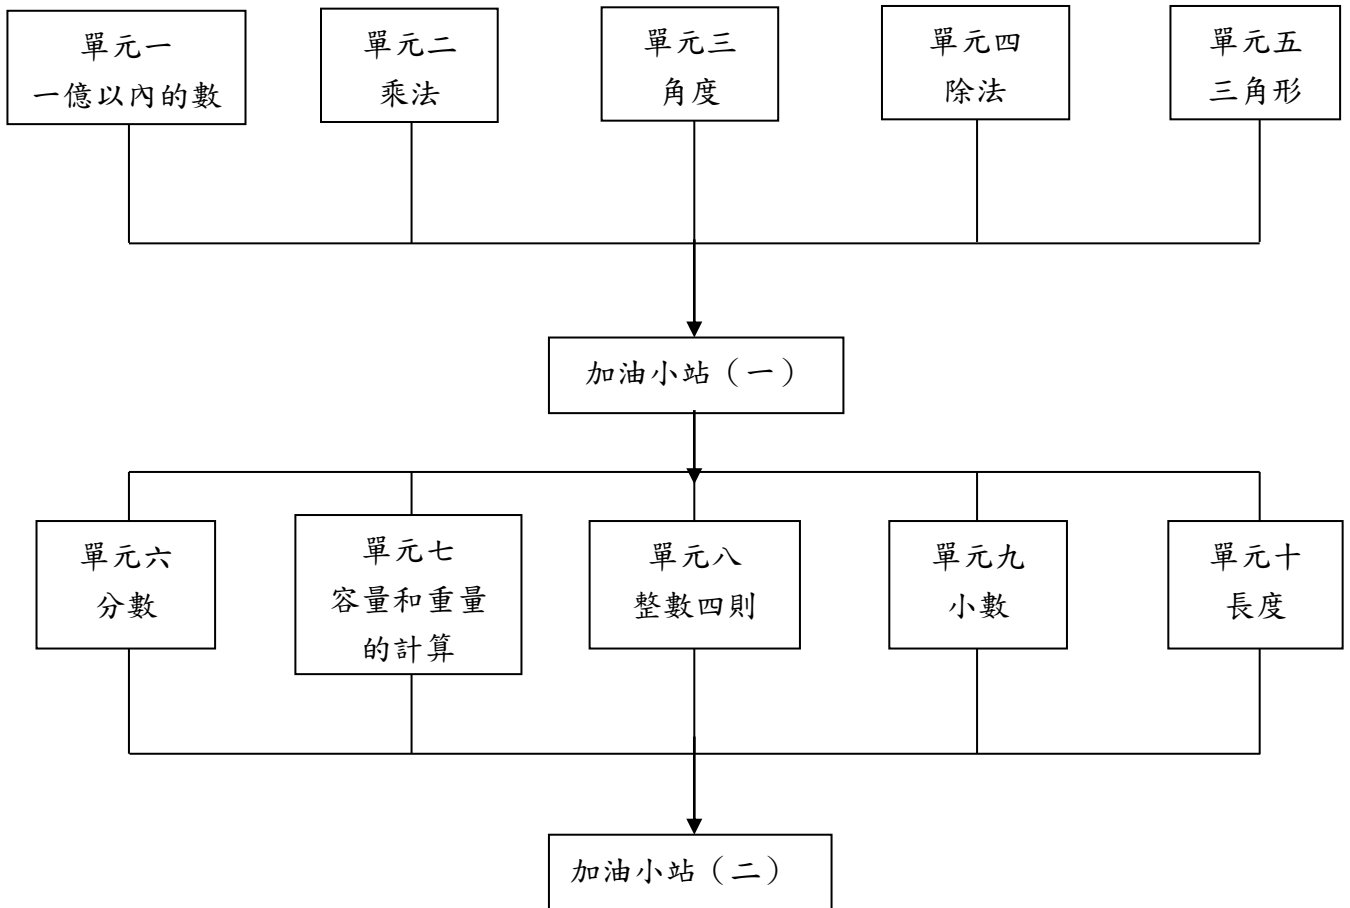 單元一
一億以內的數
單元二
乘法
單元三
角度
單元四
除法
單元五
三角形
加油小站（一）
單元六
分數
單元七
容量和重量
的計算
單元八
整數四則
單元九
小數
單元十
長度
加油小站（二）